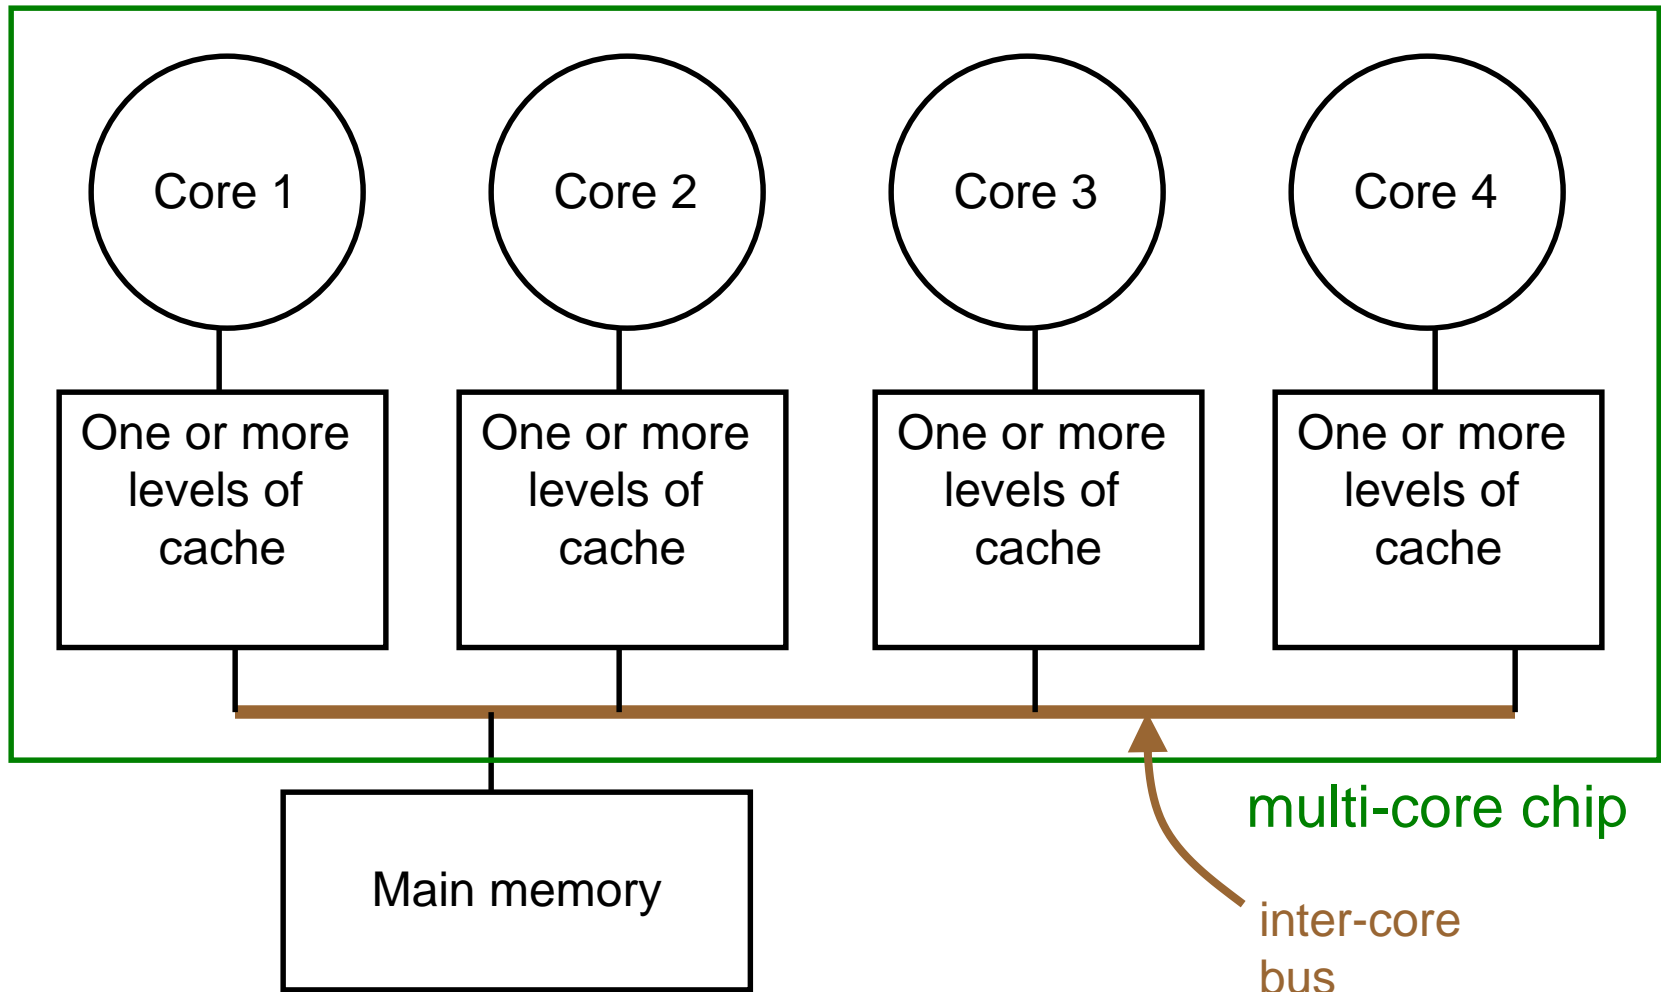 Core 1
Core 2
Core 3
Core 4
One or more
levels of
cache
One or more
levels of
cache
One or more
levels of
cache
One or more
levels of
cache
multi-core chip
Main memory
inter-core
bus